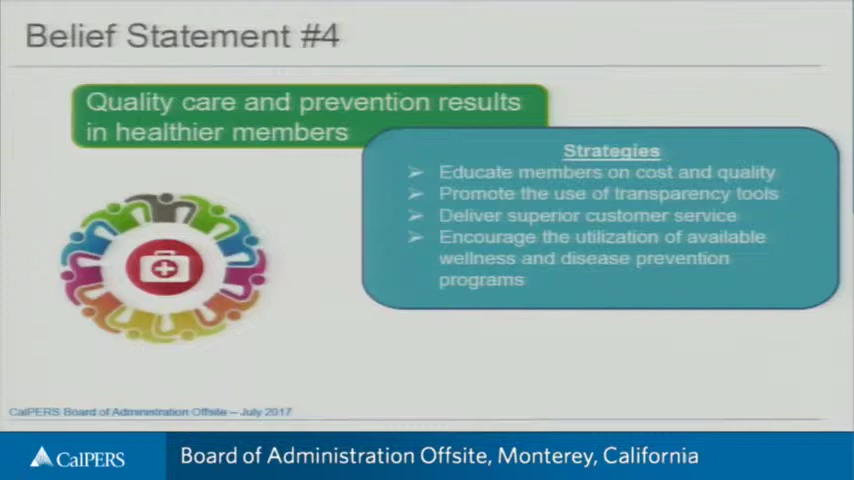 Belief Statement #4
Quality care and prevention results
in healthier members
Strategies
Educate members on cost and quality
Promote the use of transparency tools
Deliver superior customer service
Encourage the utilization of available
wellness and disease prevention
programs
CalPERS Board of Administration Offsite – July 2017
CalPERS
Board of Administration Offsite, Monterey, California